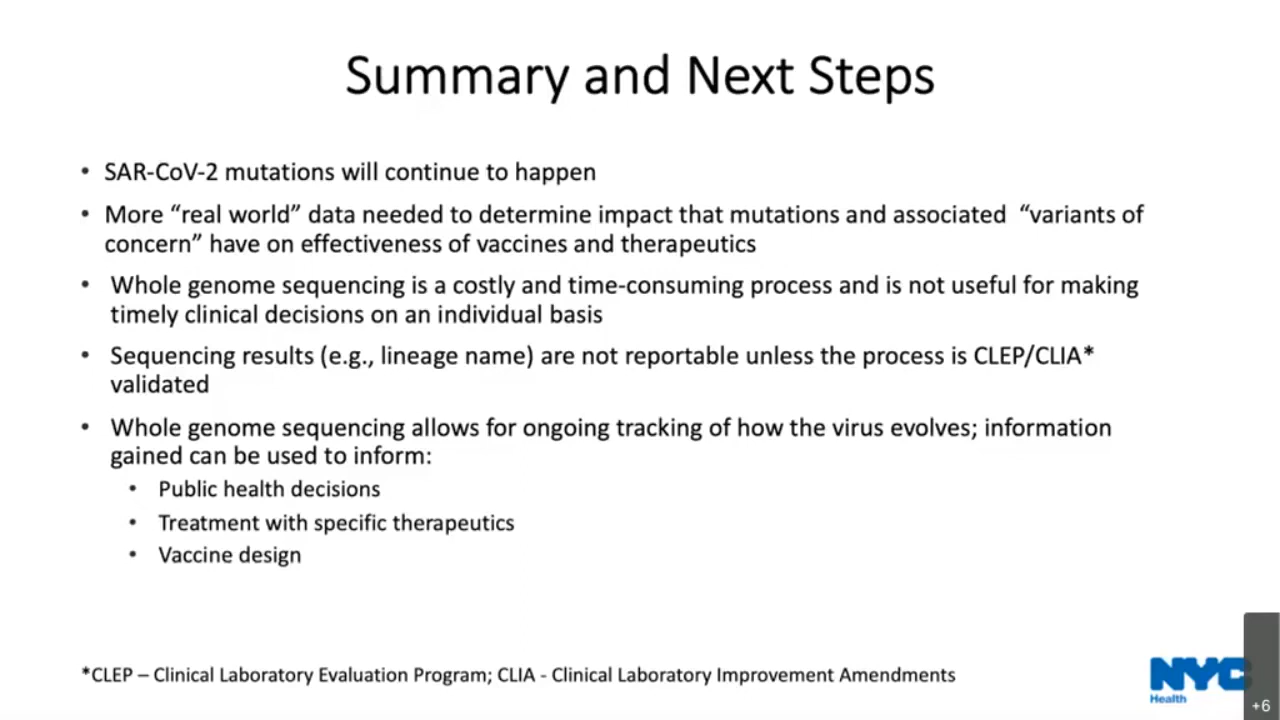 Summary and Next Steps
• SAR-CoV-2 mutations will continue to happen
• More “real world” data needed to determine impact that mutations and associated “variants of
concern” have on effectiveness of vaccines and therapeutics
• Whole genome sequencing is a costly and time-consuming process and is not useful for making
timely clinical decisions on an individual basis
• Sequencing results (e.g., lineage name) are not reportable unless the process is CLEP/CLIA*
validated
• Whole genome sequencing allows for ongoing tracking of how the virus evolves; information
gained can be used to inform:
• Public health decisions
• Treatment with specific therapeutics
• Vaccine design
*CLEP – Clinical Laboratory Evaluation Program; CLIA - Clinical Laboratory Improvement Amendments
NYC
Health
+6